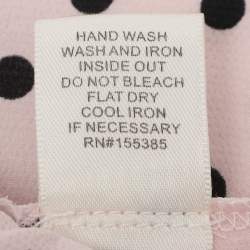 HAND WASH
WASH AND IRON
INSIDE OUT
DO NOT BLEACH
FLAT DRY
COOL IRON
IF NECESSARY
RN#155385